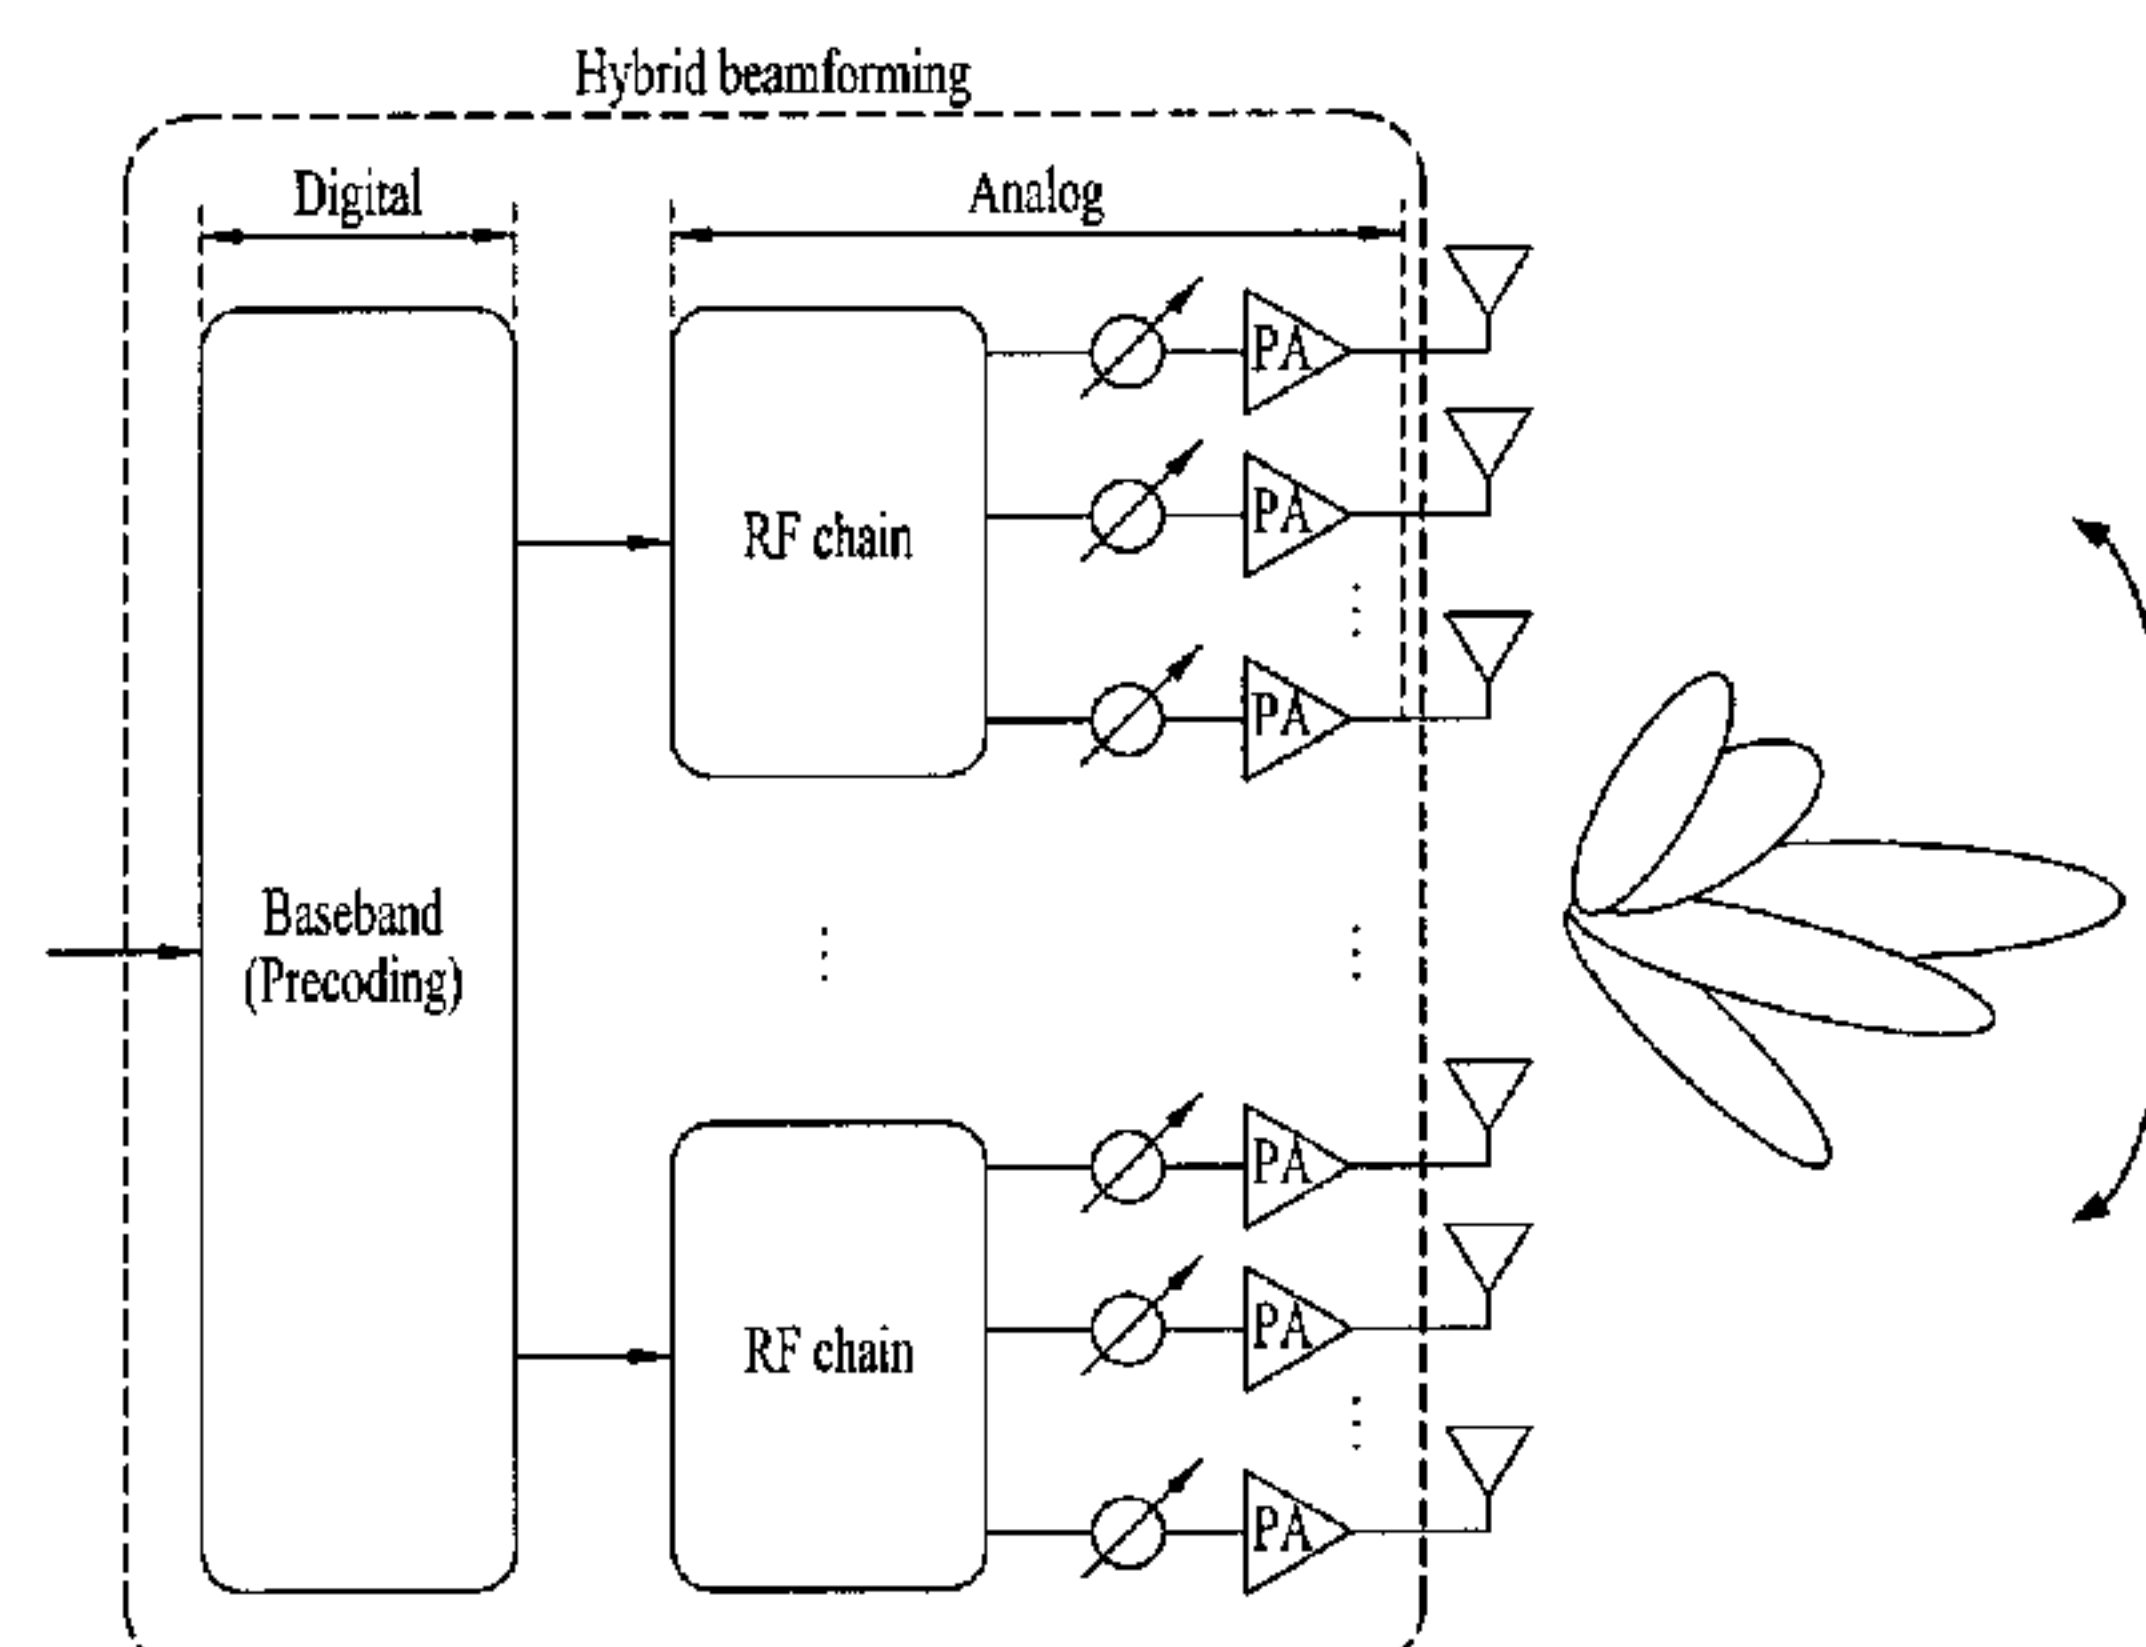 Hybrid beamforming
Digital
Analog
PA
PA
RF chain
PA
Baseband
(Precoding)
PA
PA
RF chain
PA